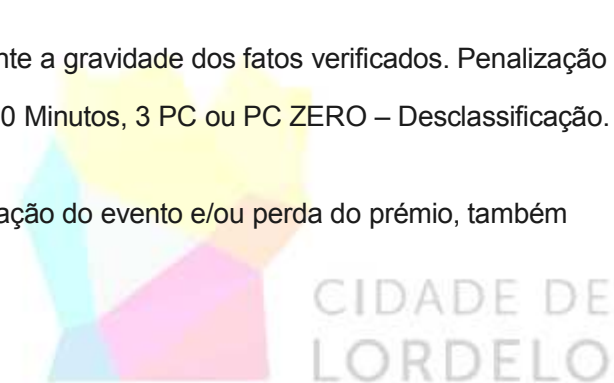 nte a gravidade dos fatos verificados. Penalização
0 Minutos, 3 PC ou PC ZERO – Desclassificação.
ação do evento e/ou perda do prémio, também
CIDADE DE
LORDELO